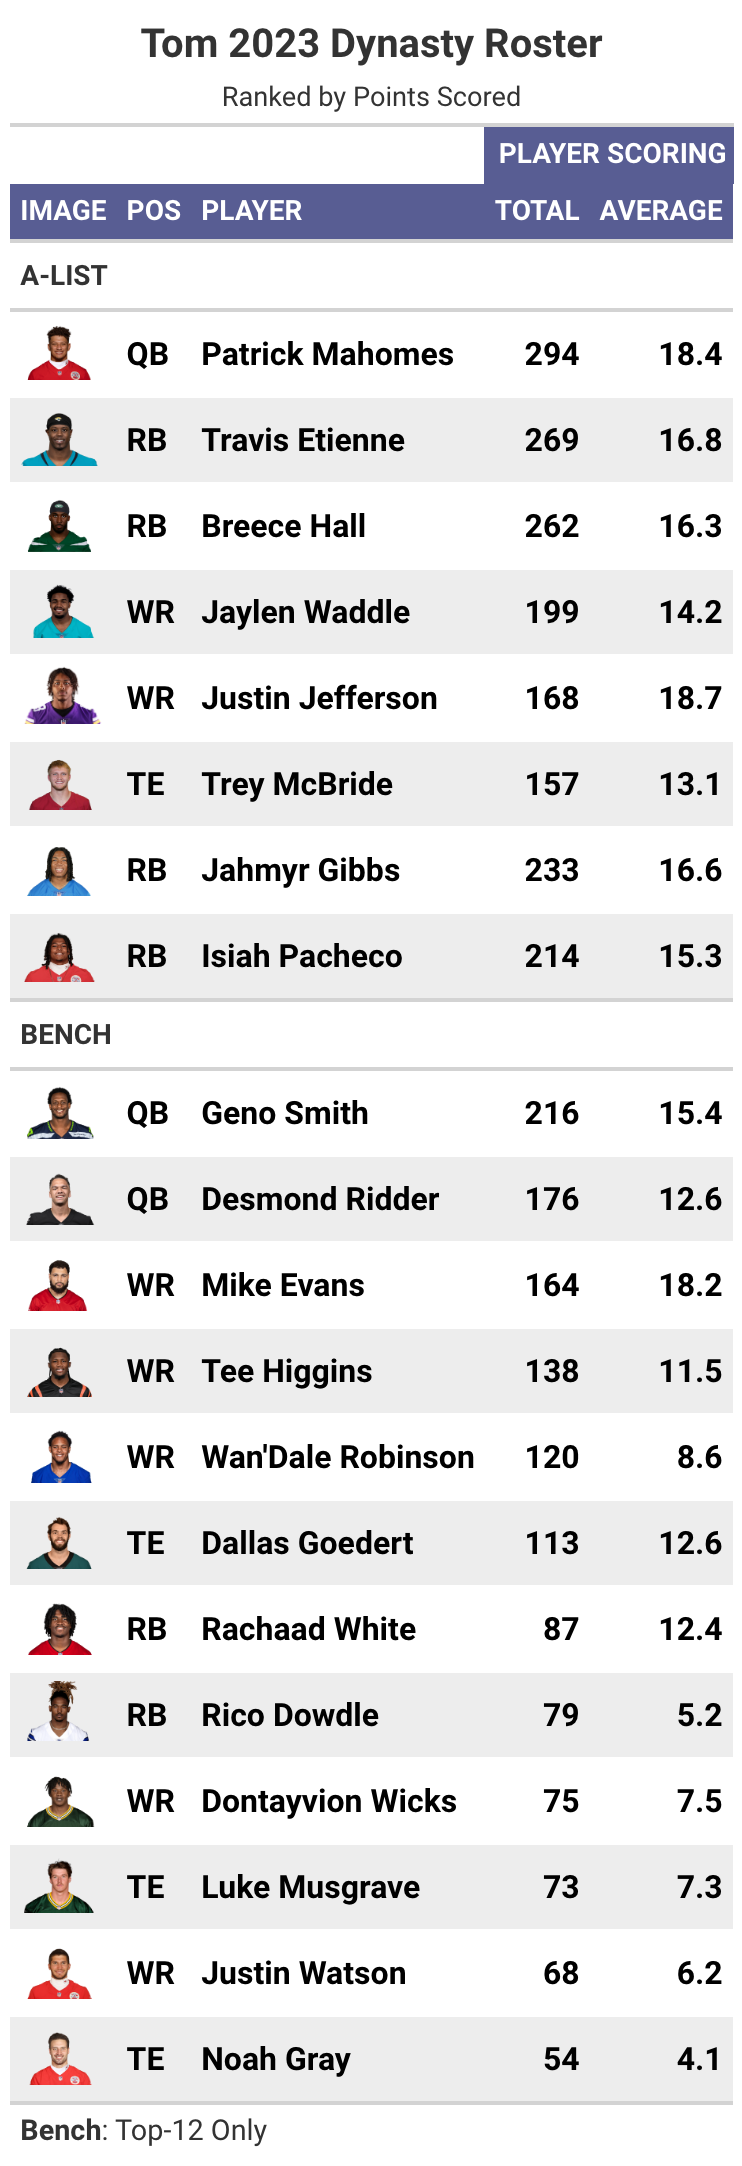 Tom 2023 Dynasty Roster
Ranked by Points Scored
PLAYER SCORING
IMAGE POS PLAYER TOTAL AVERAGE
A-LIST
QB Patrick Mahomes 294 18.4
RB Travis Etienne 269 16.8
RB Breece Hall 262 16.3
WR Jaylen Waddle 199 14.2
WR Justin Jefferson 168 18.7
TE Trey McBride 157 13.1
RB Jahmyr Gibbs 233 16.6
RB Isiah Pacheco 214 15.3
BENCH
QB Geno Smith 216 15.4
QB Desmond Ridder 176 12.6
WR Mike Evans 164 18.2
WR Tee Higgins 138 11.5
WR Wan'Dale Robinson 120 8.6
TE Dallas Goedert 113 12.6
RB Rachaad White 87 12.4
RB Rico Dowdle 79 5.2
WR Dontayvion Wicks 75 7.5
TE Luke Musgrave 73 7.3
WR Justin Watson 68 6.2
TE Noah Gray 54 4.1
Bench: Top-12 Only